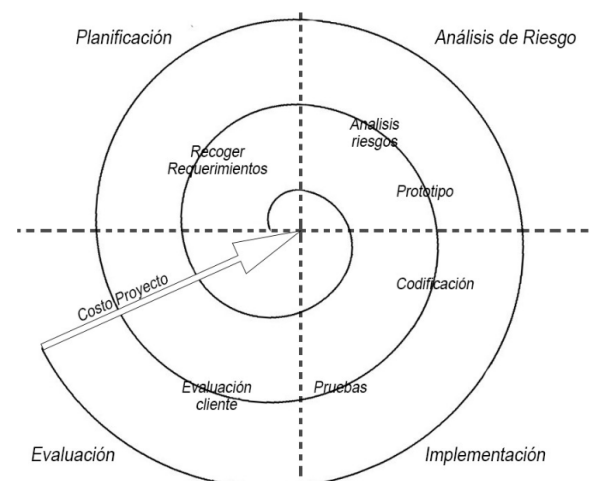 Planificación
Análisis de Riesgo
Analisis
riesgos
Recoger
Requerimientos
Prototipo
Costo Proyecto
Codificación
Evaluación
cliente
Pruebas
Evaluación
Implementación